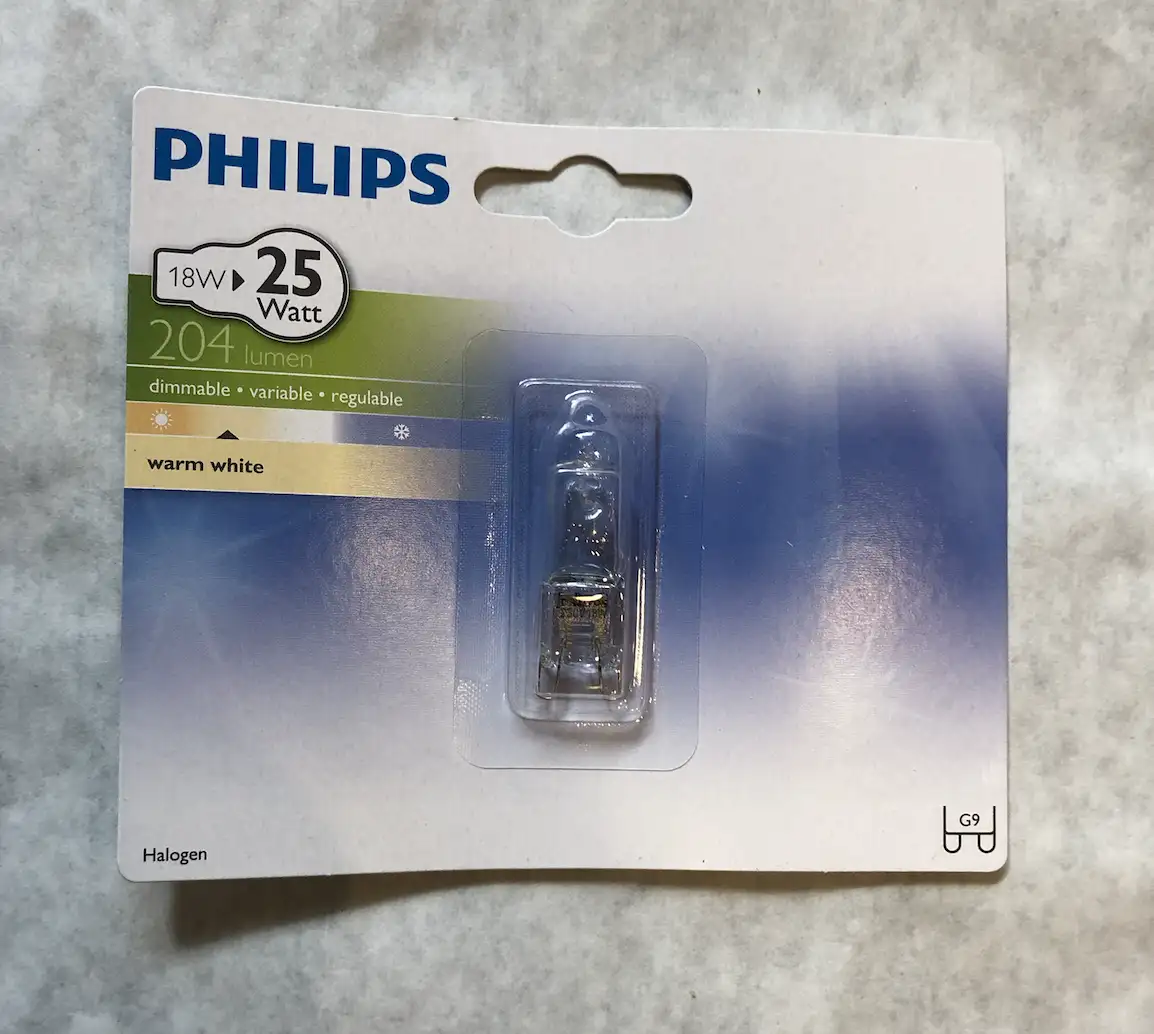 PHILIPS
18W 25
Watt
204 lumen
dimmable • variable • regulable
warm white
Halogen
G9